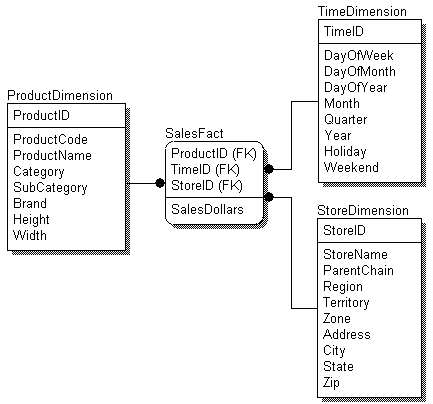 ProductDimension
ProductID
ProductCode
ProductName
Category
SubCategory
Brand
Height
Width
SalesFact
ProductID (FK)
TimeID (FK)
StoreID (FK)
SalesDollars
TimeDimension
TimeID
DayOfWeek
DayOfMonth
DayOfYear
Month
Quarter
Year
Holiday
Weekend
StoreDimension
StoreID
StoreName
ParentChain
Region
Territory
Zone
Address
City
State
Zip